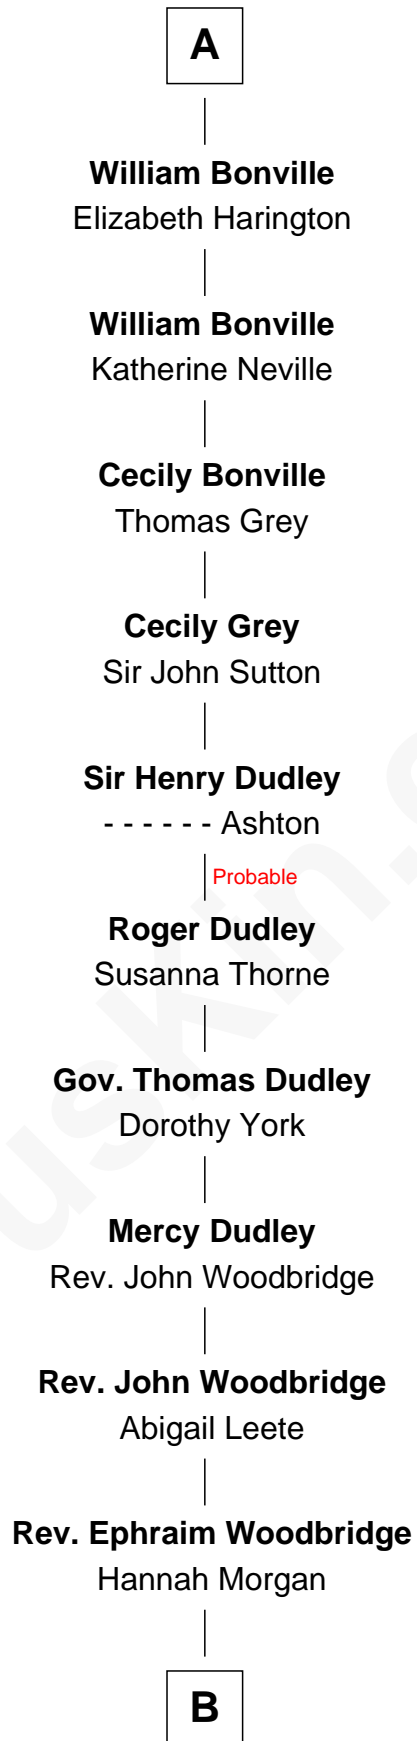 A
William Bonville
Elizabeth Harington
William Bonville
Katherine Neville
Cecily Bonville
Thomas Grey
Cecily Grey
Sir John Sutton
Sir Henry Dudley
- - - - - - Ashton
Probable
Roger Dudley
Susanna Thorne
Gov. Thomas Dudley
Dorothy York
Mercy Dudley
Rev. John Woodbridge
Rev. John Woodbridge
Abigail Leete
Rev. Ephraim Woodbridge
Hannah Morgan
B